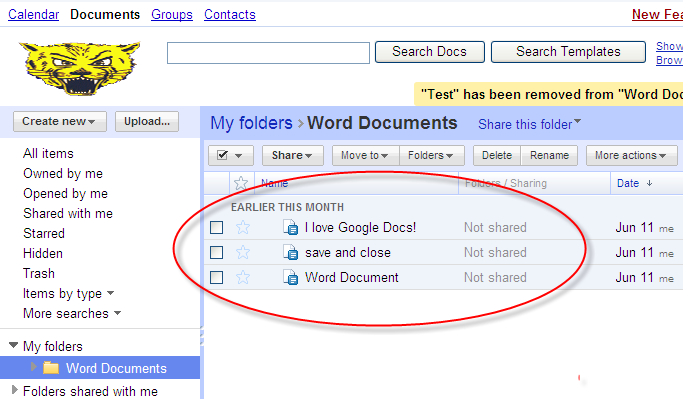 Calendar Documents Groups Contacts New Fea
Search Docs Search Templates Show
Brow
"Test" has been removed from "Word Doc
Create new Upload...
My folders › Word Documents Share this folder
Share Move to Folders Delete Rename More actions
Name Folders / Sharing Date
All items
Owned by me
Opened by me
Shared with me
Starred
Hidden
Trash
Items by type
More searches
My folders
Word Documents
Folders shared with me
EARLIER THIS MONTH
I love Google Docs! Not shared Jun 11 me
save and close Not shared Jun 11 me
Word Document Not shared Jun 11 me